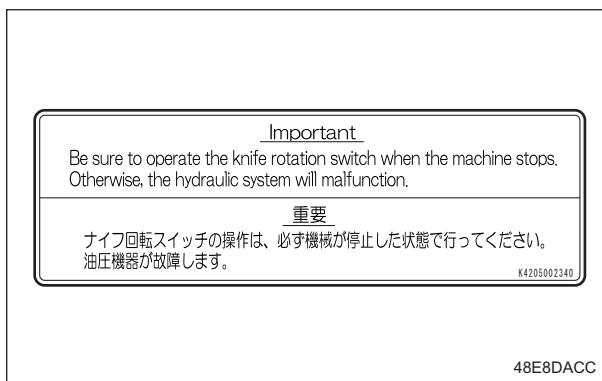 Important
Be sure to operate the knife rotation switch when the machine stops.
Otherwise, the hydraulic system will malfunction.
重要
ナイフ回転スイッチの操作は、必ず機械が停止した状態で行ってください。
油圧機器が故障します。
K4205002340
48E8DACC